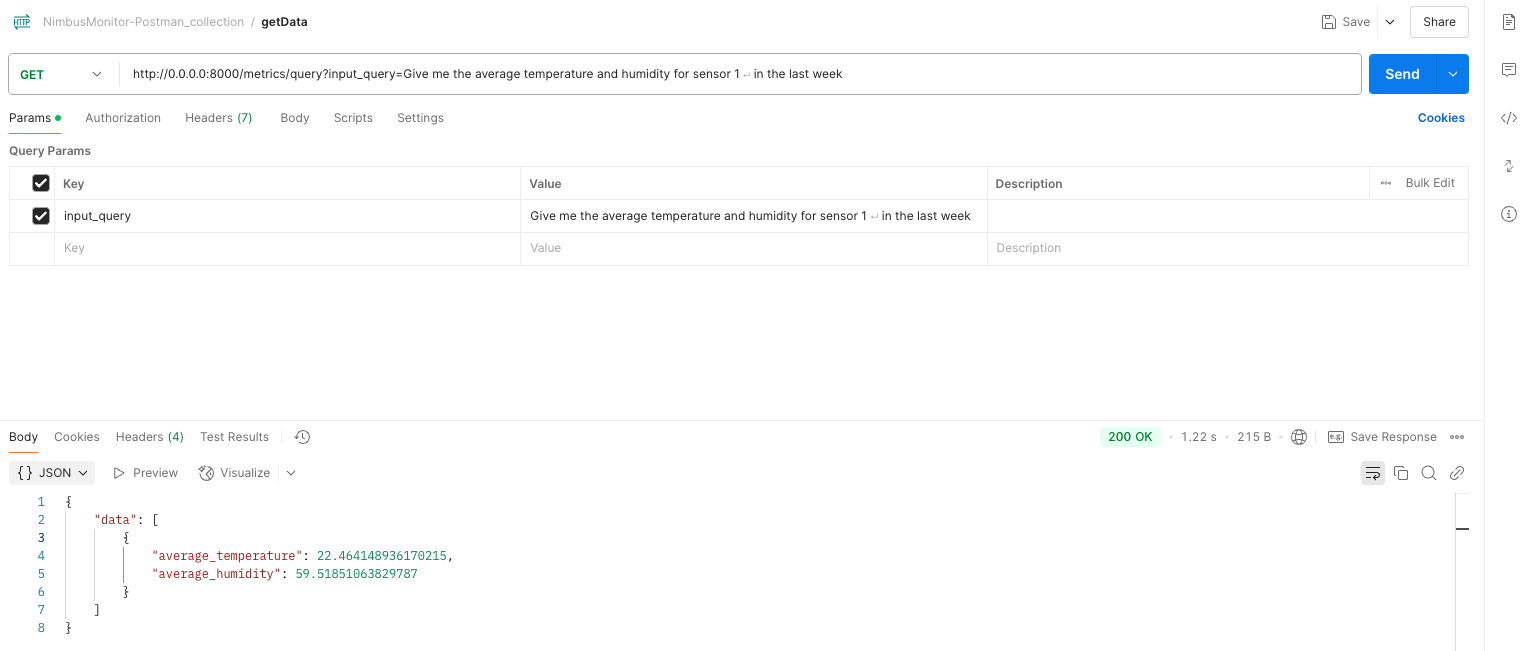 HTTP NimbusMonitor-Postman_collection / getData Save Share
GET http://0.0.0.0:8000/metrics/query?input_query=Give me the average temperature and humidity for sensor 1 ↵ in the last week Send
Params Authorization Headers (7) Body Scripts Settings Cookies
Query Params
Key Value Description Bulk Edit
input_query Give me the average temperature and humidity for sensor 1 ↵ in the last week
Key Value Description
Body Cookies Headers (4) Test Results 200 OK • 1.22 s • 215 B • e.g. Save Response
{} JSON Preview Visualize
1 {
2 "data": [
3 {
4 "average_temperature": 22.464148936170215,
5 "average_humidity": 59.51851063829787
6 }
7 ]
8 }